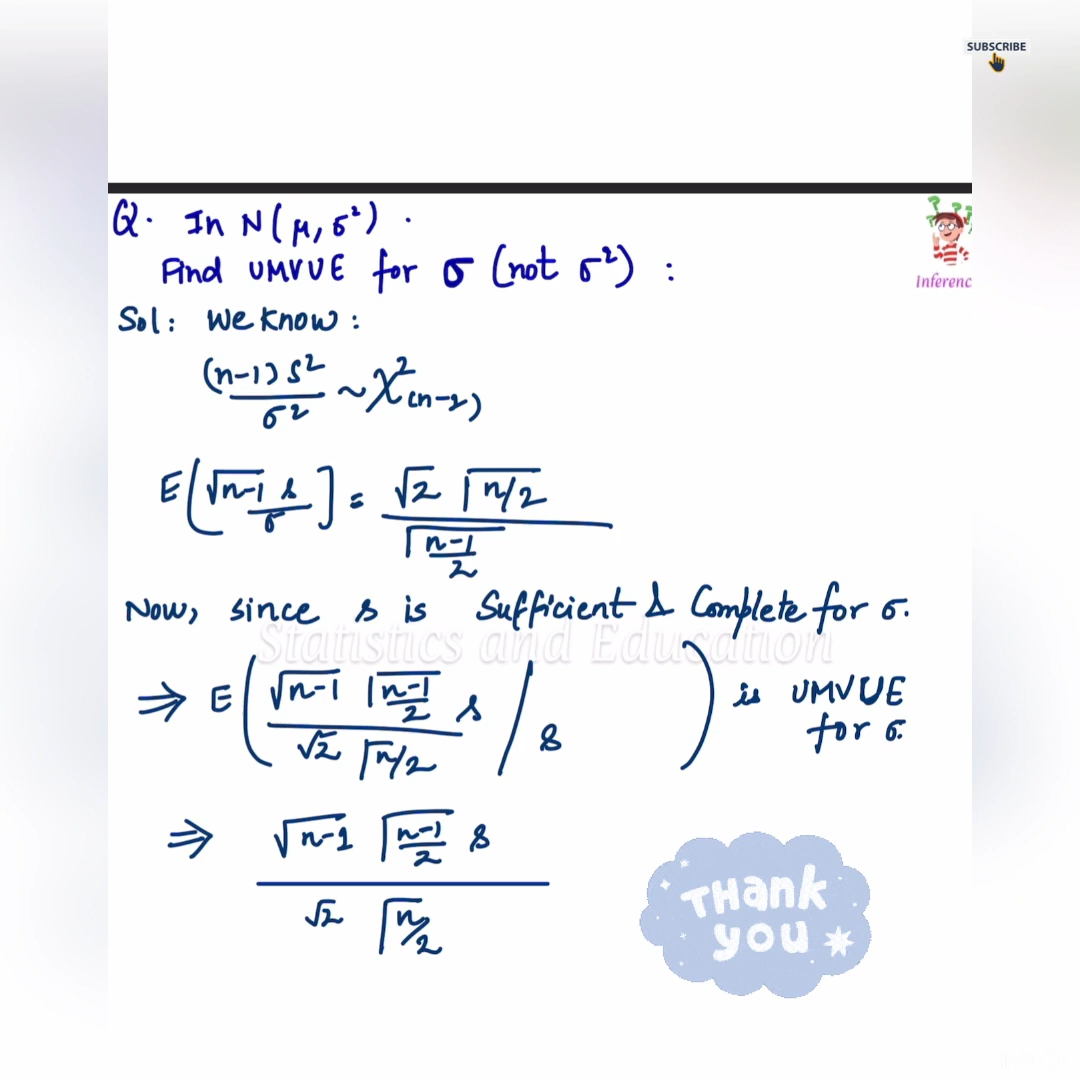 SUBSCRIBE
Q. In N(μ, σ²).
Find UMVUE for σ (not σ²) :
Inferenc
Sol: We know:
(n-1) S² / σ² ~ χ²(n-2)
E[√n-1 s / σ] = √2 Γn/2 / Γ(n-1)/2
Now, since s is Sufficient & Complete for σ.
Statistics and Education
⇒ E( √n-1 Γ(n-1)/2 s / √2 Γn/2 / s ) is UMVUE
for σ.
⇒ √n-1 Γ(n-1)/2 s / √2 Γn/2
THANK
YOU